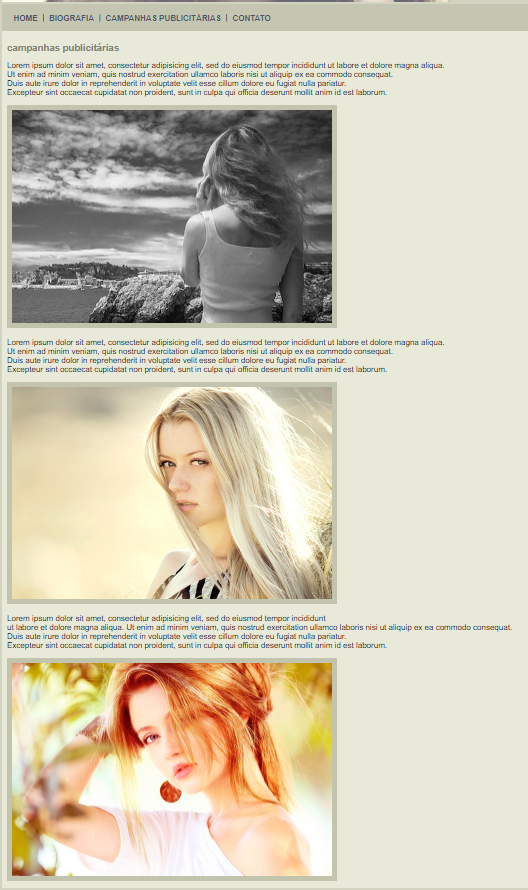 HOME | BIOGRAFIA | CAMPANHAS PUBLICITÁRIAS | CONTATO
campanhas publicitárias
Lorem ipsum dolor sit amet, consectetur adipisicing elit, sed do eiusmod tempor incididunt ut labore et dolore magna aliqua.
Ut enim ad minim veniam, quis nostrud exercitation ullamco laboris nisi ut aliquip ex ea commodo consequat.
Duis aute irure dolor in reprehenderit in voluptate velit esse cillum dolore eu fugiat nulla pariatur.
Excepteur sint occaecat cupidatat non proident, sunt in culpa qui officia deserunt mollit anim id est laborum.
Lorem ipsum dolor sit amet, consectetur adipisicing elit, sed do eiusmod tempor incididunt ut labore et dolore magna aliqua.
Ut enim ad minim veniam, quis nostrud exercitation ullamco laboris nisi ut aliquip ex ea commodo consequat.
Duis aute irure dolor in reprehenderit in voluptate velit esse cillum dolore eu fugiat nulla pariatur.
Excepteur sint occaecat cupidatat non proident, sunt in culpa qui officia deserunt mollit anim id est laborum.
Lorem ipsum dolor sit amet, consectetur adipisicing elit, sed do eiusmod tempor incididunt
ut labore et dolore magna aliqua. Ut enim ad minim veniam, quis nostrud exercitation ullamco laboris nisi ut aliquip ex ea commodo consequat.
Duis aute irure dolor in reprehenderit in voluptate velit esse cillum dolore eu fugiat nulla pariatur.
Excepteur sint occaecat cupidatat non proident, sunt in culpa qui officia deserunt mollit anim id est laborum.